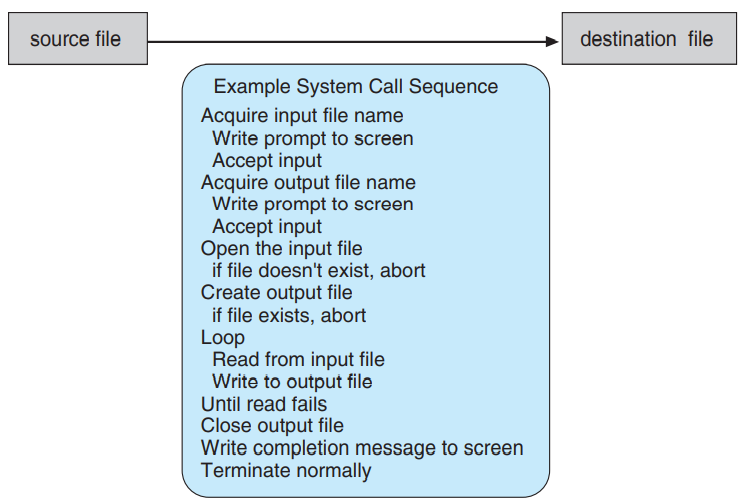 source file
destination file
Example System Call Sequence
Acquire input file name
Write prompt to screen
Accept input
Acquire output file name
Write prompt to screen
Accept input
Open the input file
if file doesn't exist, abort
Create output file
if file exists, abort
Loop
Read from input file
Write to output file
Until read fails
Close output file
Write completion message to screen
Terminate normally